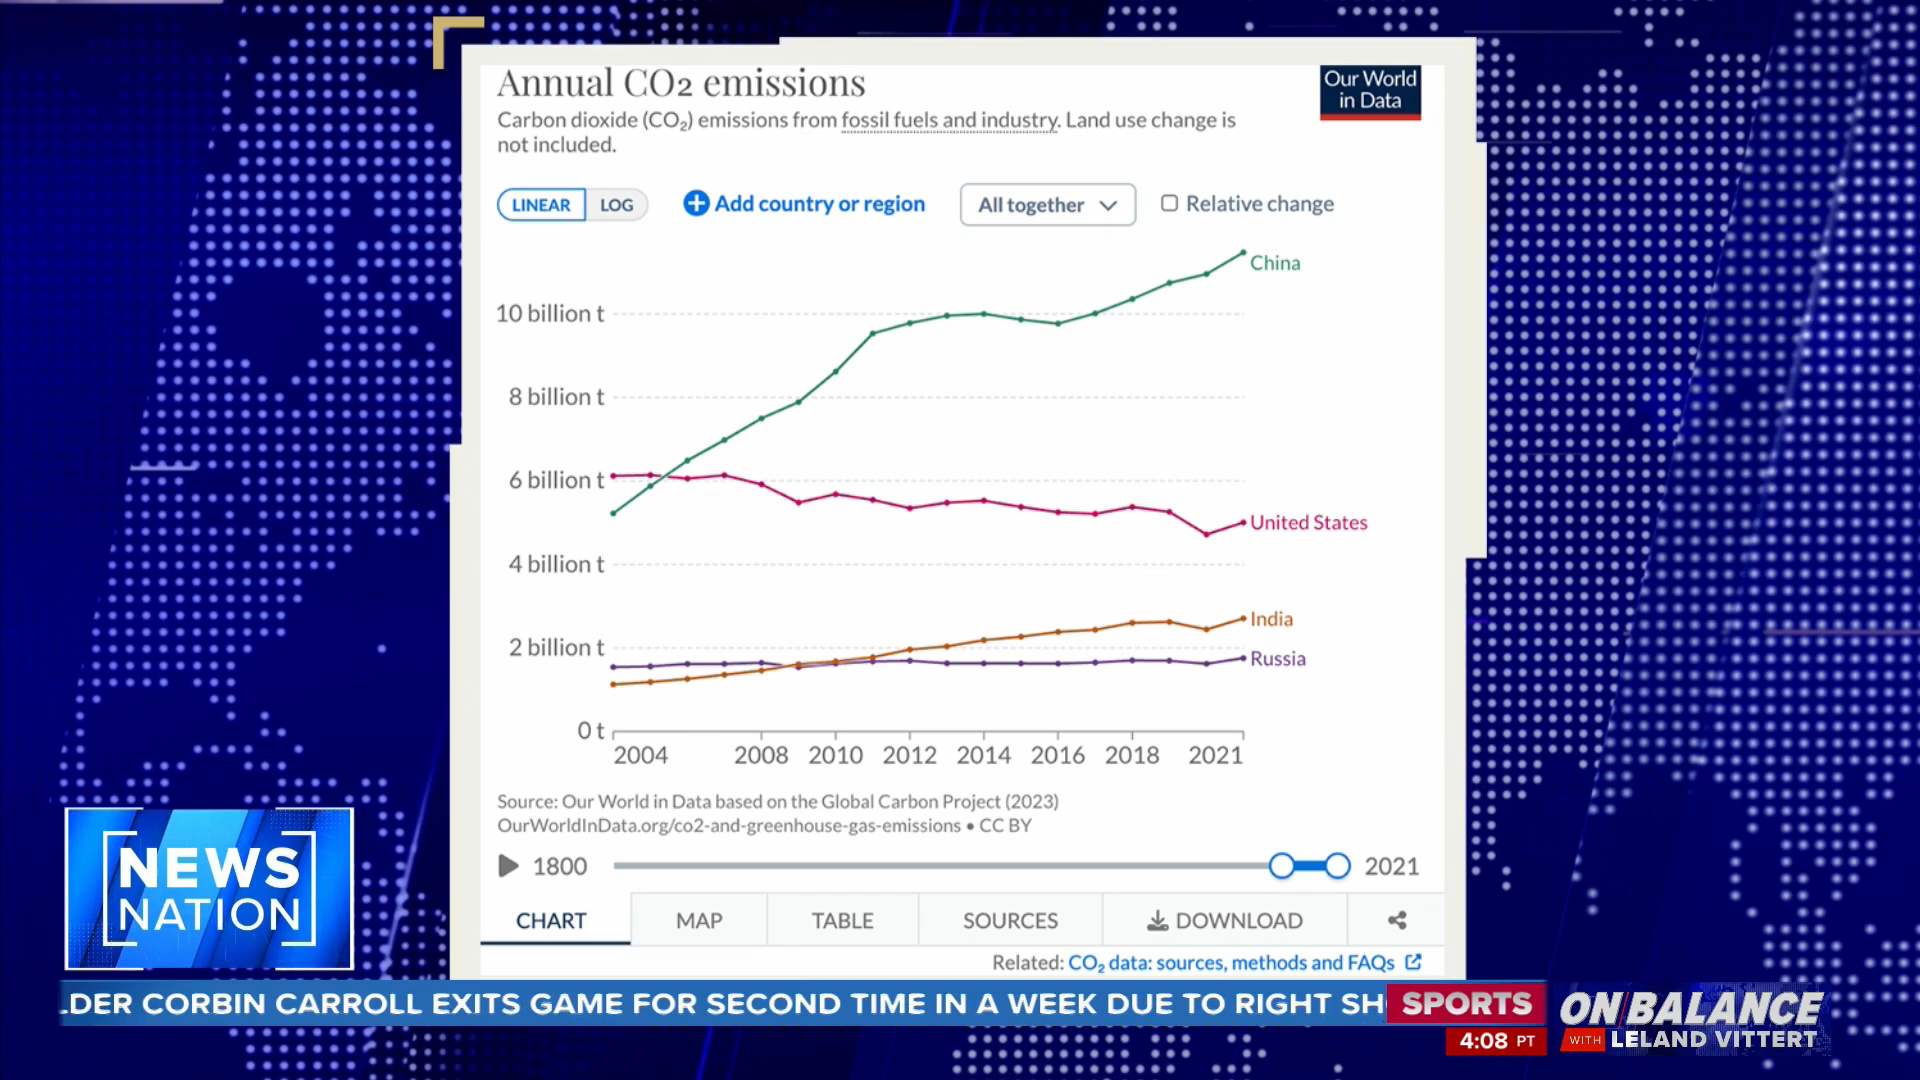 Annual CO2 emissions
Our World
in Data
Carbon dioxide (CO₂) emissions from fossil fuels and industry. Land use change is
not included.
LINEAR LOG
Add country or region
All together
Relative change
China
10 billion t
8 billion t
6 billion t
United States
4 billion t
India
2 billion t
Russia
0 t
2004 2008 2010 2012 2014 2016 2018 2021
Source: Our World in Data based on the Global Carbon Project (2023)
OurWorldInData.org/co2-and-greenhouse-gas-emissions • CC BY
1800 2021
CHART MAP TABLE SOURCES DOWNLOAD
Related: CO₂ data: sources, methods and FAQs
NEWS
NATION
CORBIN CARROLL EXITS GAME FOR SECOND TIME IN A WEEK DUE TO RIGHT
SPORTS
4:08 PT
ON BALANCE
WITH LELAND VITTERT